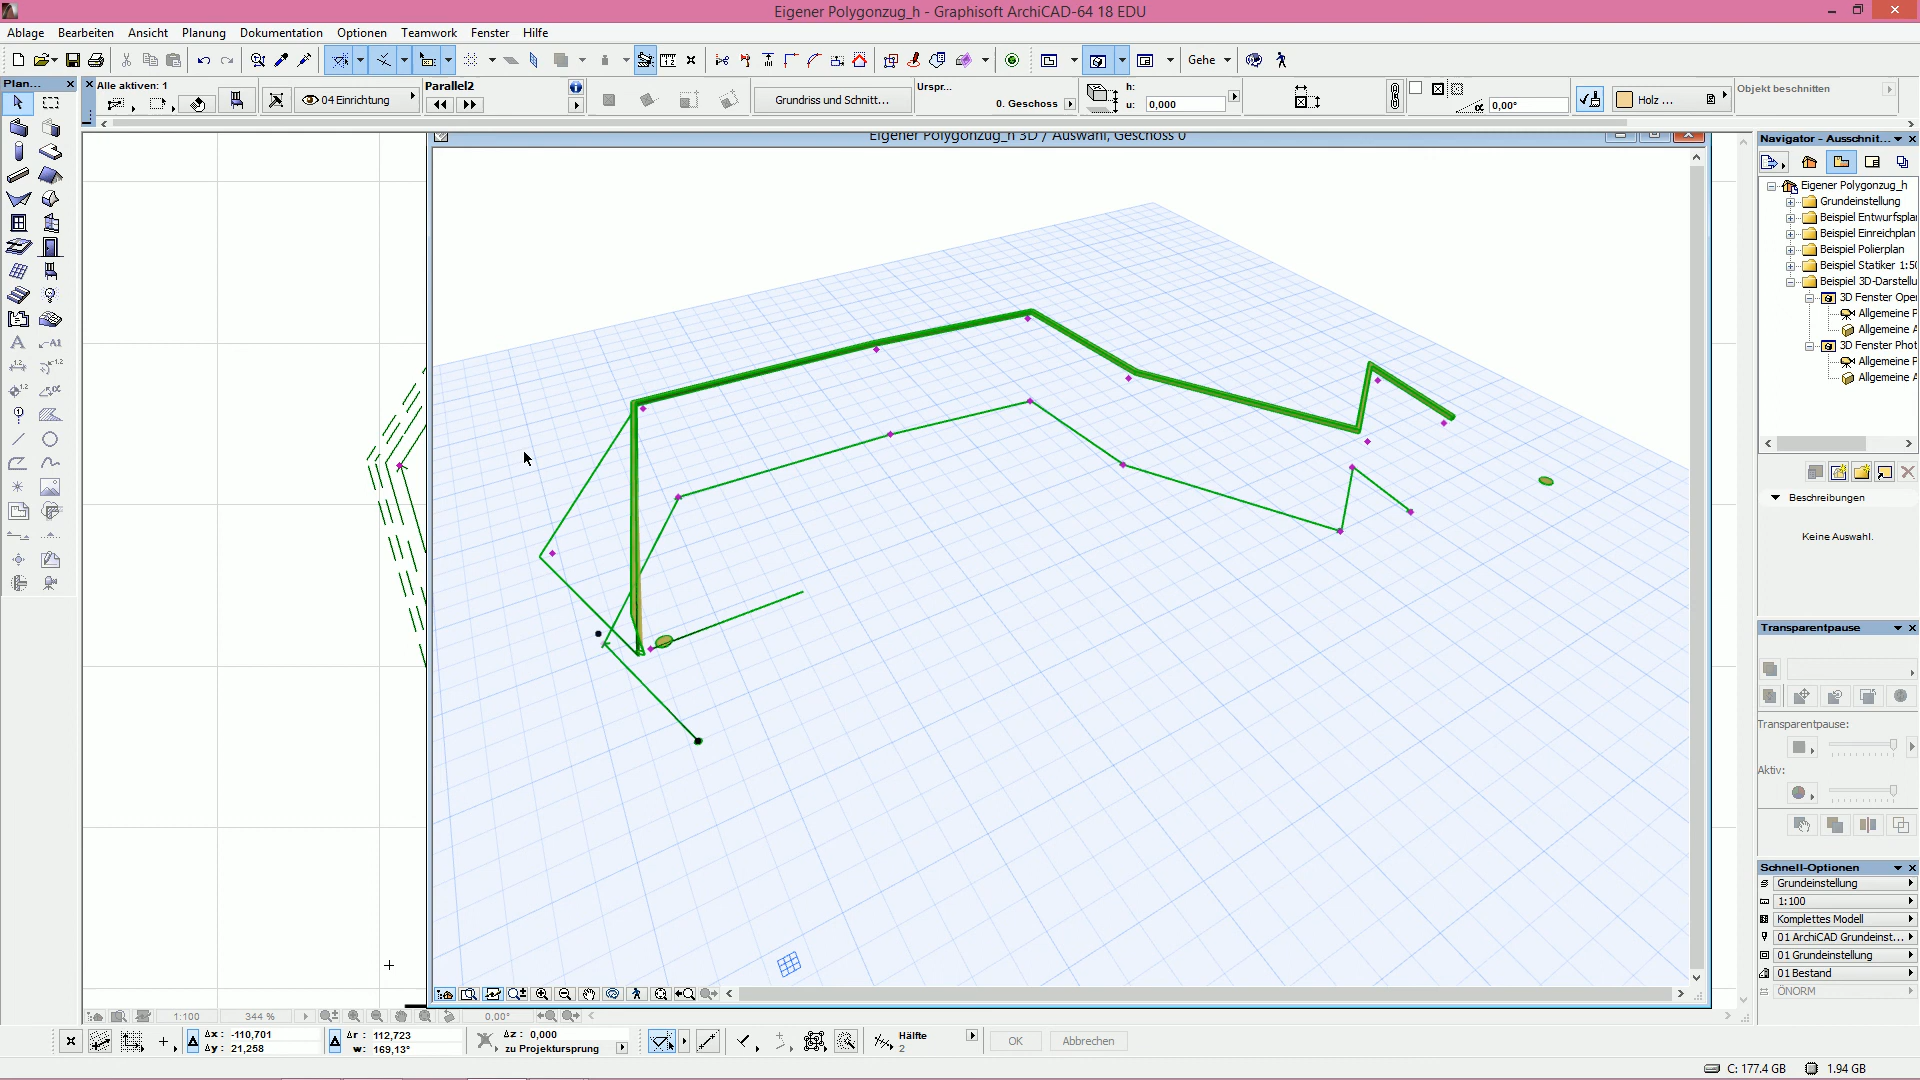 Eigener Polygonzug_h - Graphisoft ArchiCAD-64 18 EDU
Ablage Bearbeiten Ansicht Planung Dokumentation Optionen Teamwork Fenster Hilfe
Gehe
Plan...
Alle aktiven: 1
04 Einrichtung
Parallel2
Grundriss und Schnitt...
Urspr...
0. Geschoss
h:
u: 0,000
α 0,00°
Holz ...
Objekt beschnitten
Eigener Polygonzug_h 3D / Auswahl, Geschoss 0
Navigator - Ausschnit...
Eigener Polygonzug_h
Grundeinstellung
Beispiel Entwurfspla
Beispiel Einreichplan
Beispiel Polierplan
Beispiel Statiker 1:50
Beispiel 3D-Darstellu
3D Fenster Ope
Allgemeine P
Allgemeine A
3D Fenster Phot
Allgemeine P
Allgemeine A
Beschreibungen
Keine Auswahl.
Transparentpause
Transparentpause:
Aktiv:
Schnell-Optionen
Grundeinstellung
1:100
Komplettes Modell
01 ArchiCAD Grundeinst...
01 Grundeinstellung
01 Bestand
ÖNORM
1:100
344 %
0,00°
Δx: -110,701
Δy: 21,258
Δr: 112,723
w: 169,13°
Δz: 0,000
zu Projektursprung
Hälfte
2
OK
Abbrechen
C: 177.4 GB
1.94 GB